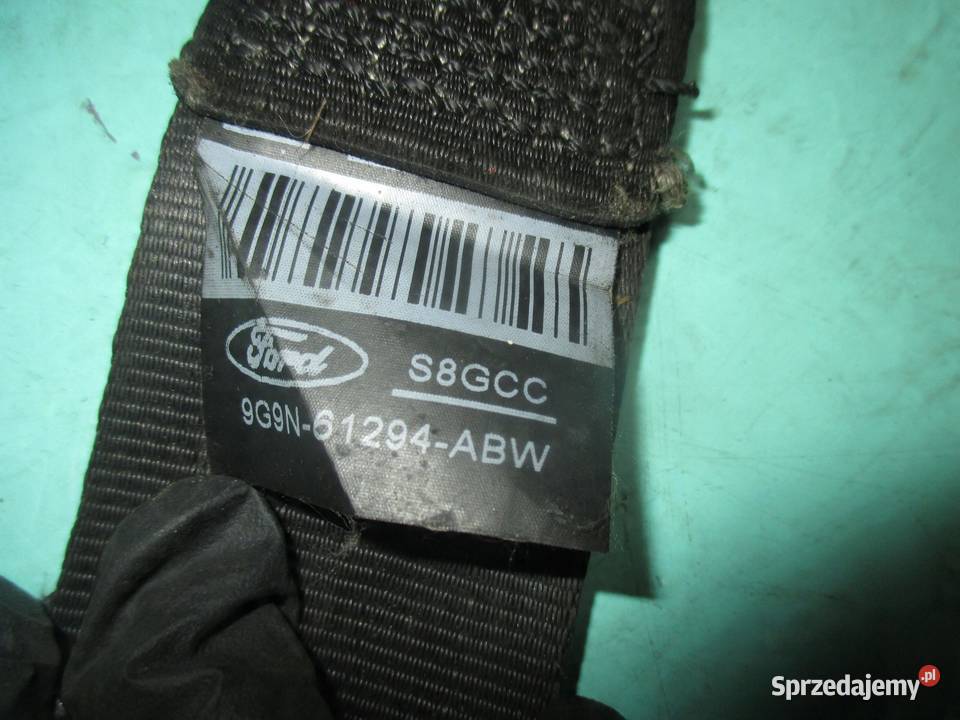 Ford
S8GCC
9G9N-61294-ABW
Sprzedajemy.pl